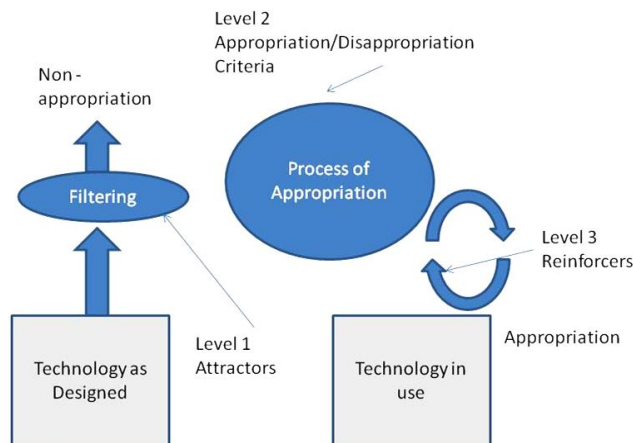 Level 2
Appropriation/Disappropriation
Criteria
Non -
appropriation
Process of
Appropriation
Filtering
Level 3
Reinforcers
Level 1
Attractors
Appropriation
Technology as
Designed
Technology in
use